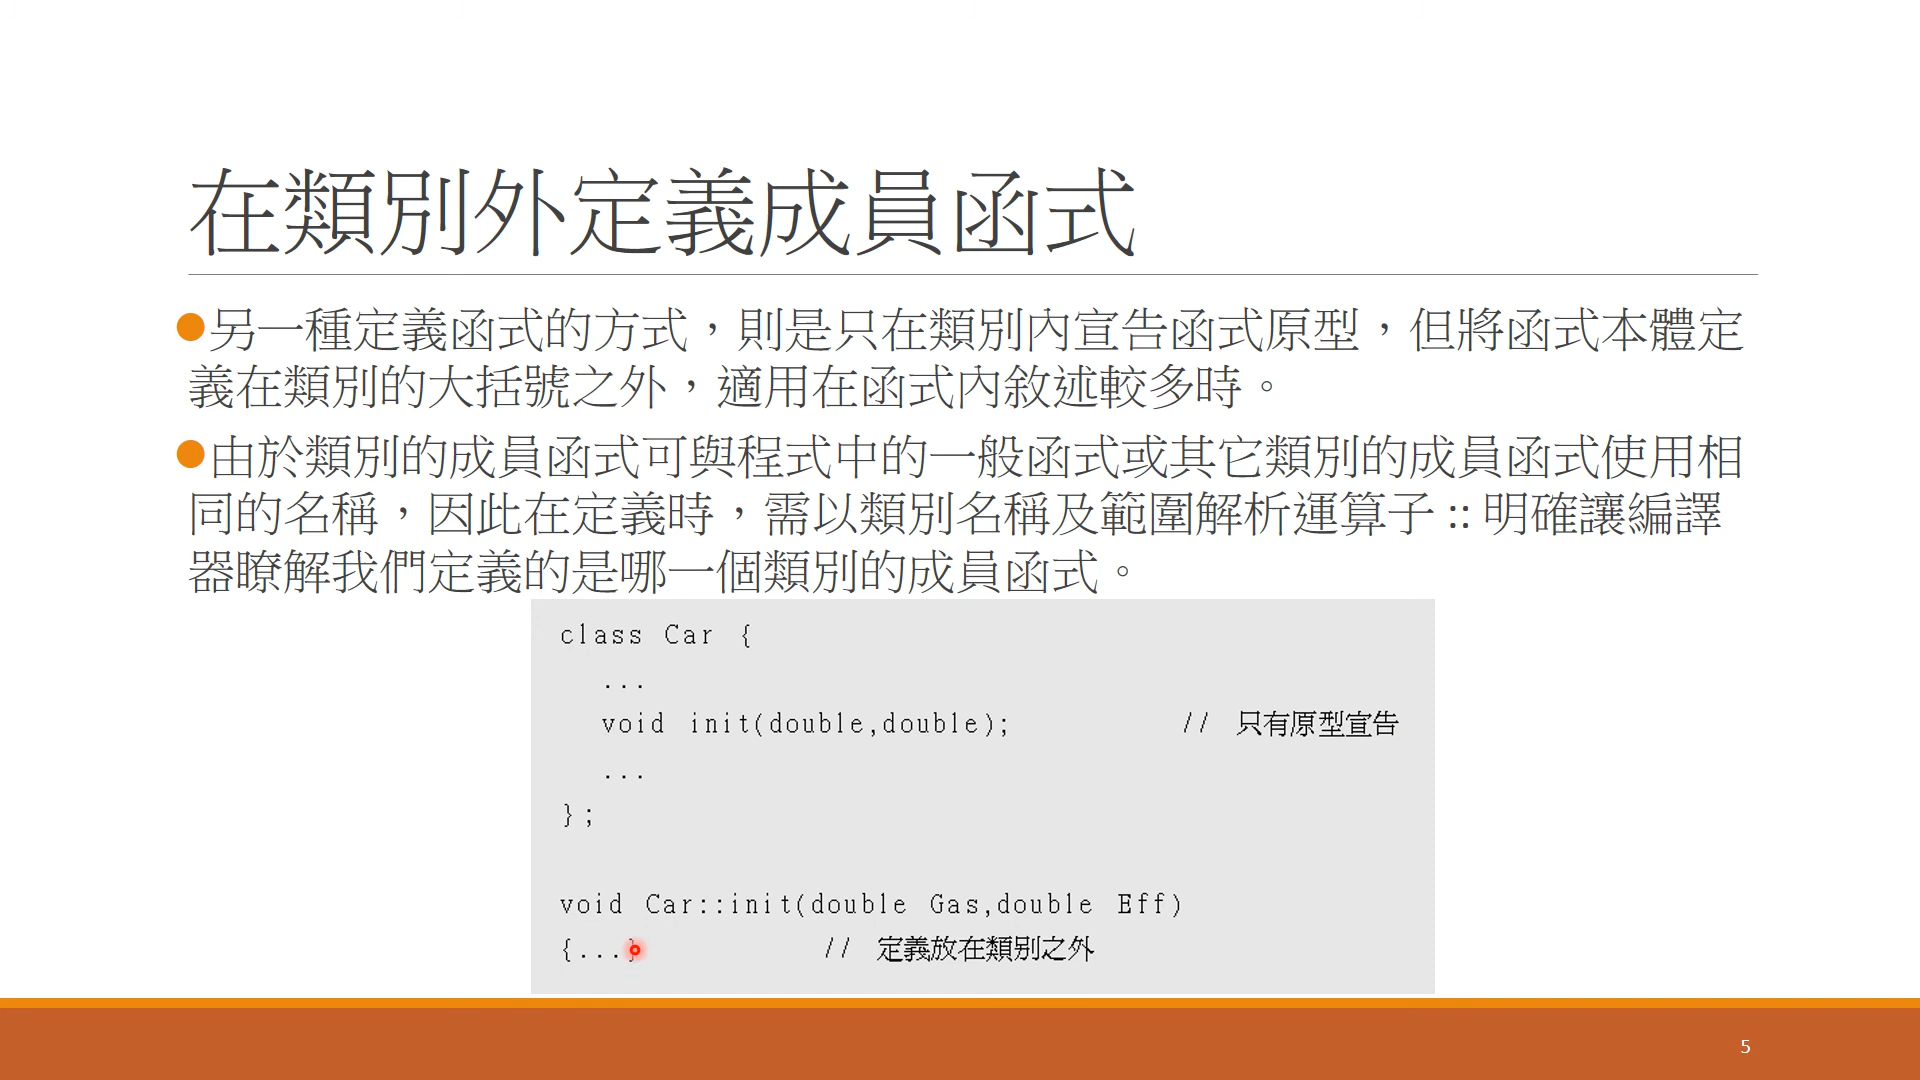 在類別外定義成員函式
●另一種定義函式的方式，則是只在類別內宣告函式原型，但將函式本體定
義在類別的大括號之外，適用在函式內敘述較多時。
●由於類別的成員函式可與程式中的一般函式或其它類別的成員函式使用相
同的名稱，因此在定義時，需以類別名稱及範圍解析運算子 :: 明確讓編譯
器瞭解我們定義的是哪一個類別的成員函式。
class Car {
...
void init(double,double); // 只有原型宣告
...
};
void Car::init(double Gas,double Eff)
{...} // 定義放在類別之外
5